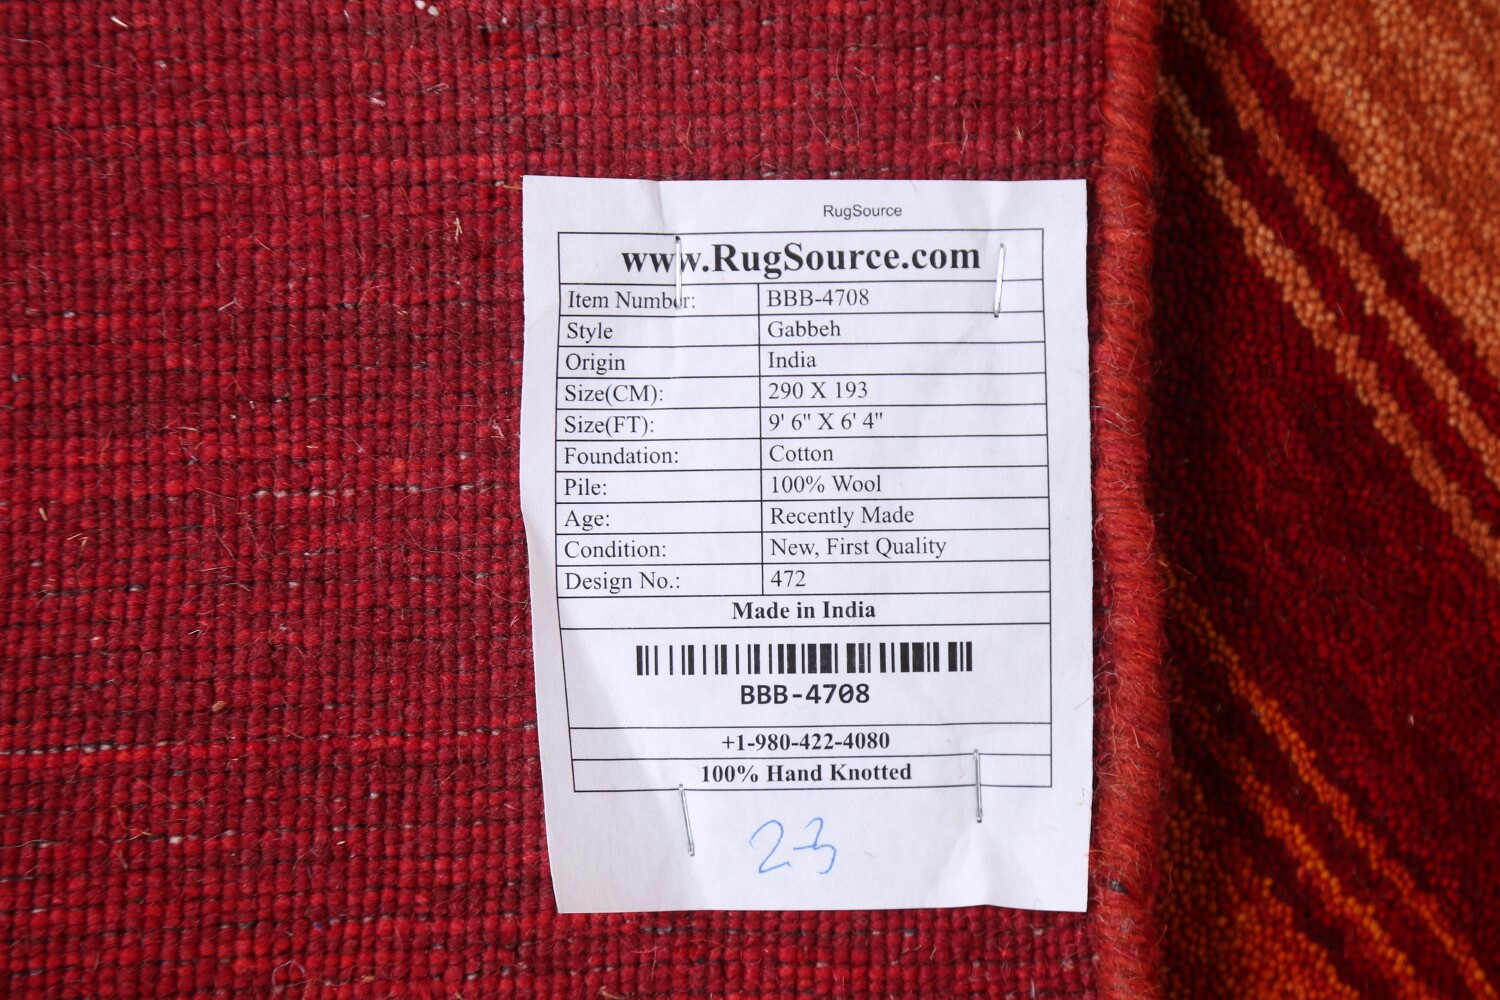 RugSource
www.RugSource.com
Item Number: BBB-4708
Style Gabbeh
Origin India
Size(CM): 290 X 193
Size(FT): 9' 6" X 6' 4"
Foundation: Cotton
Pile: 100% Wool
Age: Recently Made
Condition: New, First Quality
Design No.: 472
Made in India
BBB-4708
+1-980-422-4080
100% Hand Knotted
23